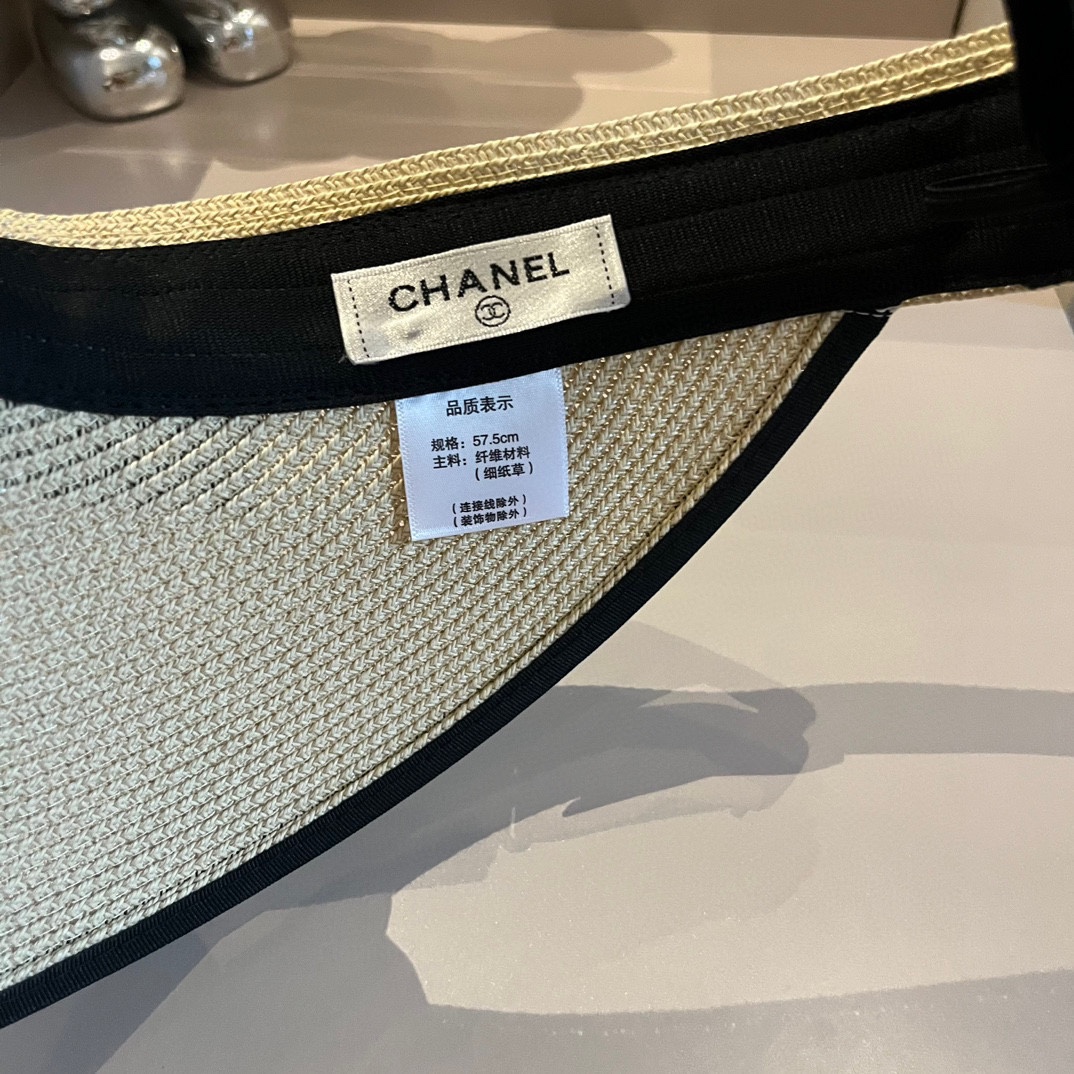 CHANEL
品质表示
规格：57.5cm
主料：纤维材料
（细纸草）
（连接线除外）
（装饰物除外）